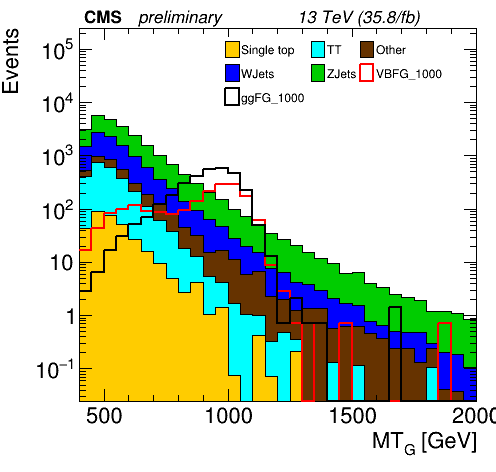 CMS preliminary 13 TeV (35.8/fb)
Events
Single top TT Other
WJets ZJets VBFG_1000
ggFG_1000
10^5
10^4
10^3
10^2
10
1
10^−1
500 1000 1500 2000
MT_G [GeV]